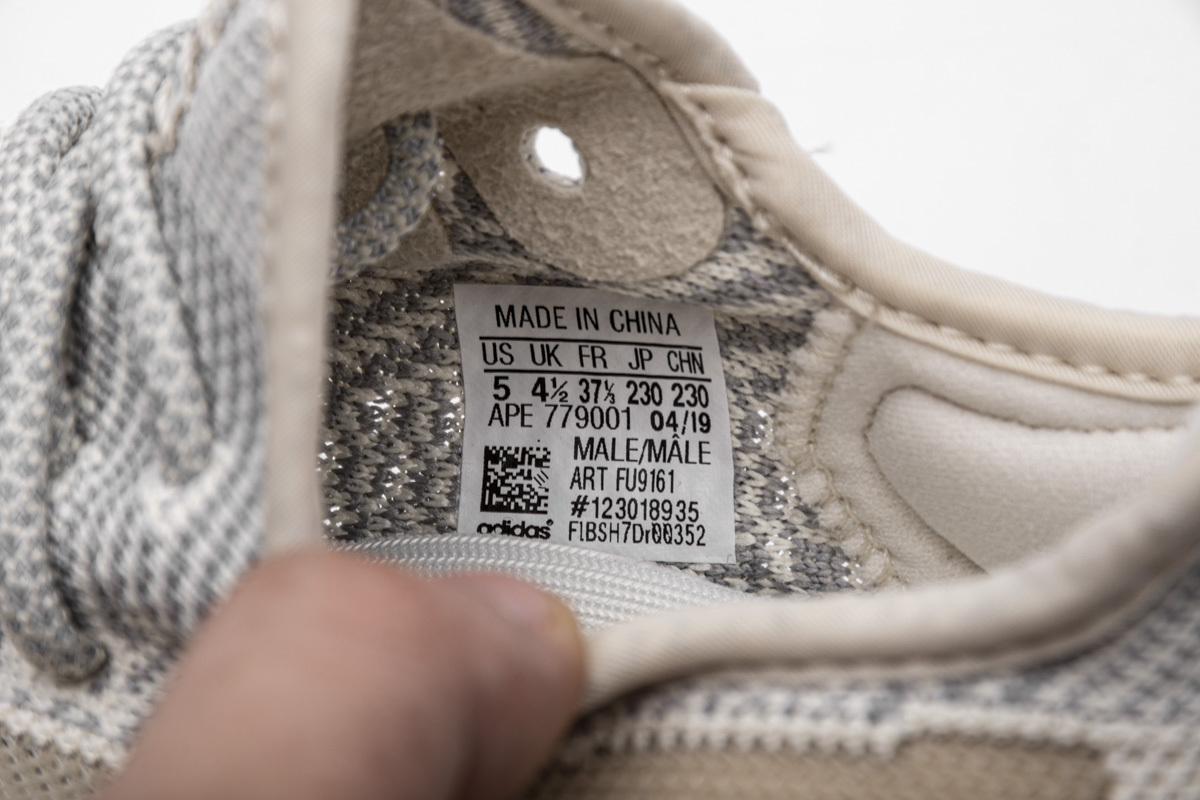 MADE IN CHINA
US UK FR JP CHN
5 4½ 37⅓ 230 230
APE 779001 04/19
MALE/MÂLE
ART FU9161
#123018935
adidas
F1BSH7Dr00352